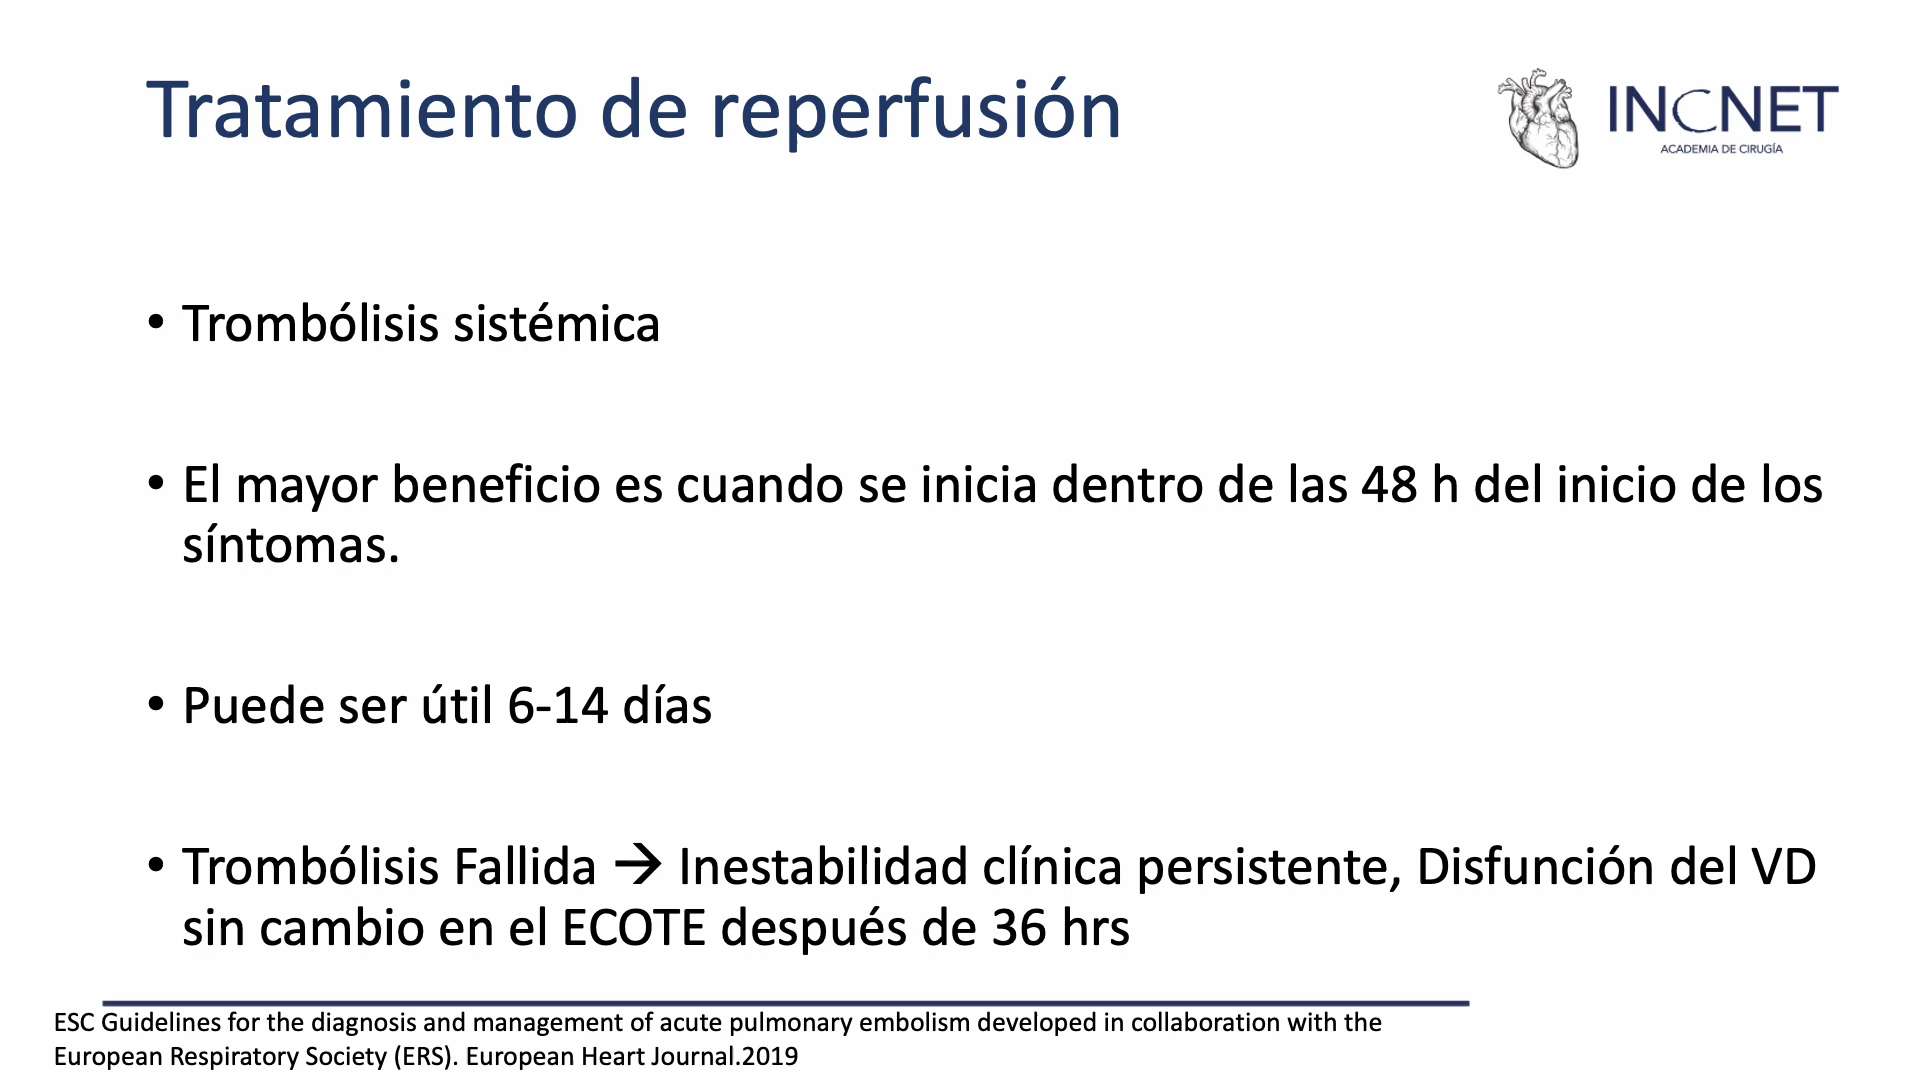 Tratamiento de reperfusión
INCNET
ACADEMIA DE CIRUGÍA
• Trombólisis sistémica
• El mayor beneficio es cuando se inicia dentro de las 48 h del inicio de los
síntomas.
• Puede ser útil 6-14 días
• Trombólisis Fallida → Inestabilidad clínica persistente, Disfunción del VD
sin cambio en el ECOTE después de 36 hrs
ESC Guidelines for the diagnosis and management of acute pulmonary embolism developed in collaboration with the
European Respiratory Society (ERS). European Heart Journal.2019